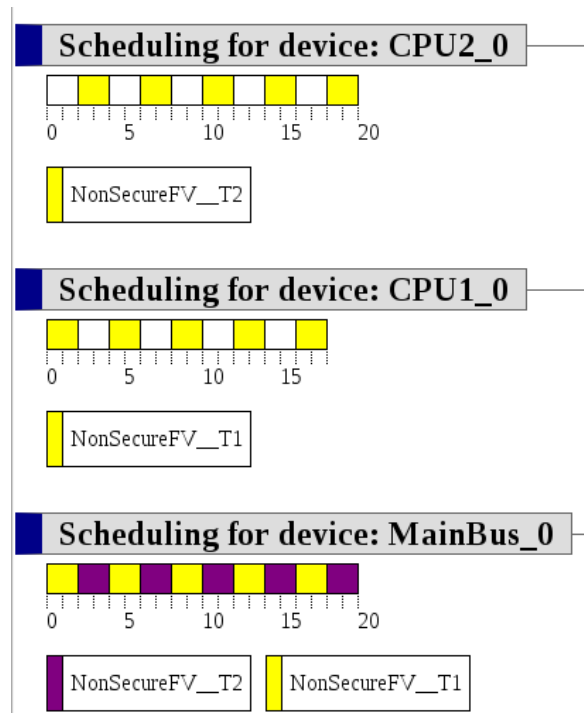 Scheduling for device: CPU2_0
0 5 10 15 20
NonSecureFV__T2
Scheduling for device: CPU1_0
0 5 10 15
NonSecureFV__T1
Scheduling for device: MainBus_0
0 5 10 15 20
NonSecureFV__T2 NonSecureFV__T1